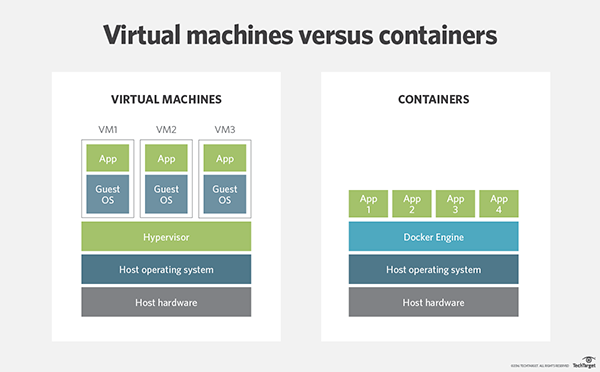 Virtual machines versus containers
VIRTUAL MACHINES
VM1 VM2 VM3
App App App
Guest Guest Guest
OS OS OS
Hypervisor
Host operating system
Host hardware
CONTAINERS
App App App App
1 2 3 4
Docker Engine
Host operating system
Host hardware
TechTarget